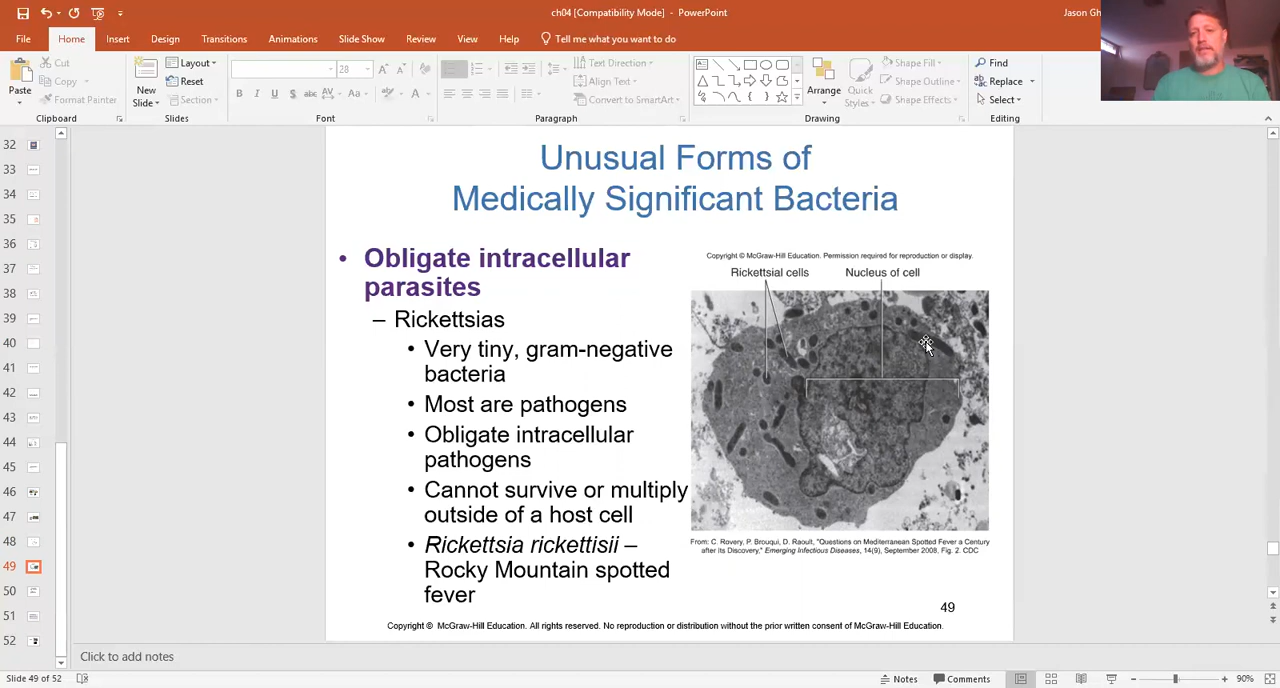 ch04 [Compatibility Mode] - PowerPoint
Jason Gh
File Home Insert Design Transitions Animations Slide Show Review View Help Tell me what you want to do
Paste
Cut
Copy
Format Painter
Clipboard
New
Slide
Layout
Reset
Section
Slides
28
B I U S abc AV Aa A
Font
Text Direction
Align Text
Convert to SmartArt
Paragraph
Arrange
Quick
Styles
Shape Fill
Shape Outline
Shape Effects
Drawing
Find
Replace
Select
Editing
32
33
34
35
36
37
38
39
40
41
42
43
44
45
46
47
48
49
50
51
52
Unusual Forms of
Medically Significant Bacteria
• Obligate intracellular
parasites
– Rickettsias
• Very tiny, gram-negative
bacteria
• Most are pathogens
• Obligate intracellular
pathogens
• Cannot survive or multiply
outside of a host cell
• Rickettsia rickettisii –
Rocky Mountain spotted
fever
Copyright © McGraw-Hill Education. Permission required for reproduction or display.
Rickettsial cells Nucleus of cell
From: C. Rovery, P. Brouqui, D. Raoult, "Questions on Mediterranean Spotted Fever a Century
after Its Discovery," Emerging Infectious Diseases, 14(9), September 2008, Fig. 2. CDC
49
Copyright © McGraw-Hill Education. All rights reserved. No reproduction or distribution without the prior written consent of McGraw-Hill Education.
Click to add notes
Slide 49 of 52
Notes Comments 90%